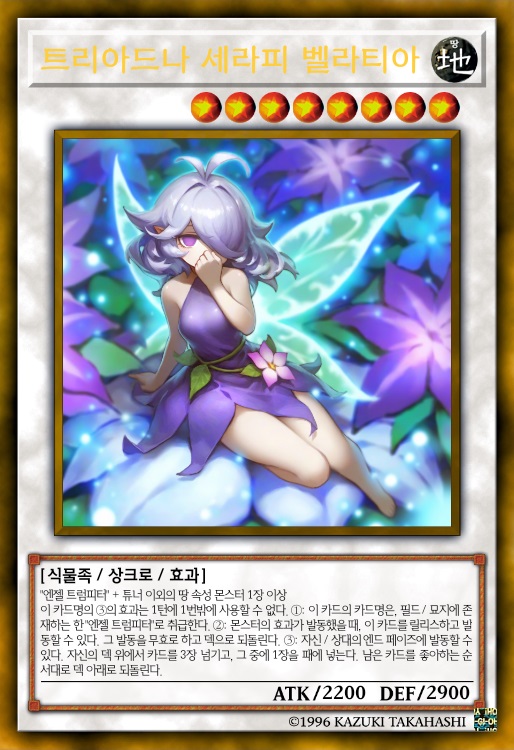 트리아드나 세라피 벨라티아
땅
地
[식물족 / 싱크로 / 효과]
"엔젤 트럼피터" + 튜너 이외의 땅 속성 몬스터 1장 이상
이 카드명의 ③의 효과는 1턴에 1번밖에 사용할 수 없다. ①: 이 카드의 카드명은, 필드 / 묘지에 존
재하는 한 "엔젤 트럼피터"로 취급한다. ②: 몬스터의 효과가 발동했을 때, 이 카드를 릴리스하고 발
동할 수 있다. 그 발동을 무효로 하고 덱으로 되돌린다. ③: 자신 / 상대의 엔드 페이즈에 발동할 수
있다. 자신의 덱 위에서 카드를 3장 넘기고, 그 중에 1장을 패에 넣는다. 남은 카드를 좋아하는 순
서대로 덱 아래로 되돌린다.
ATK/2200 DEF/2900
©1996 KAZUKI TAKAHASHI